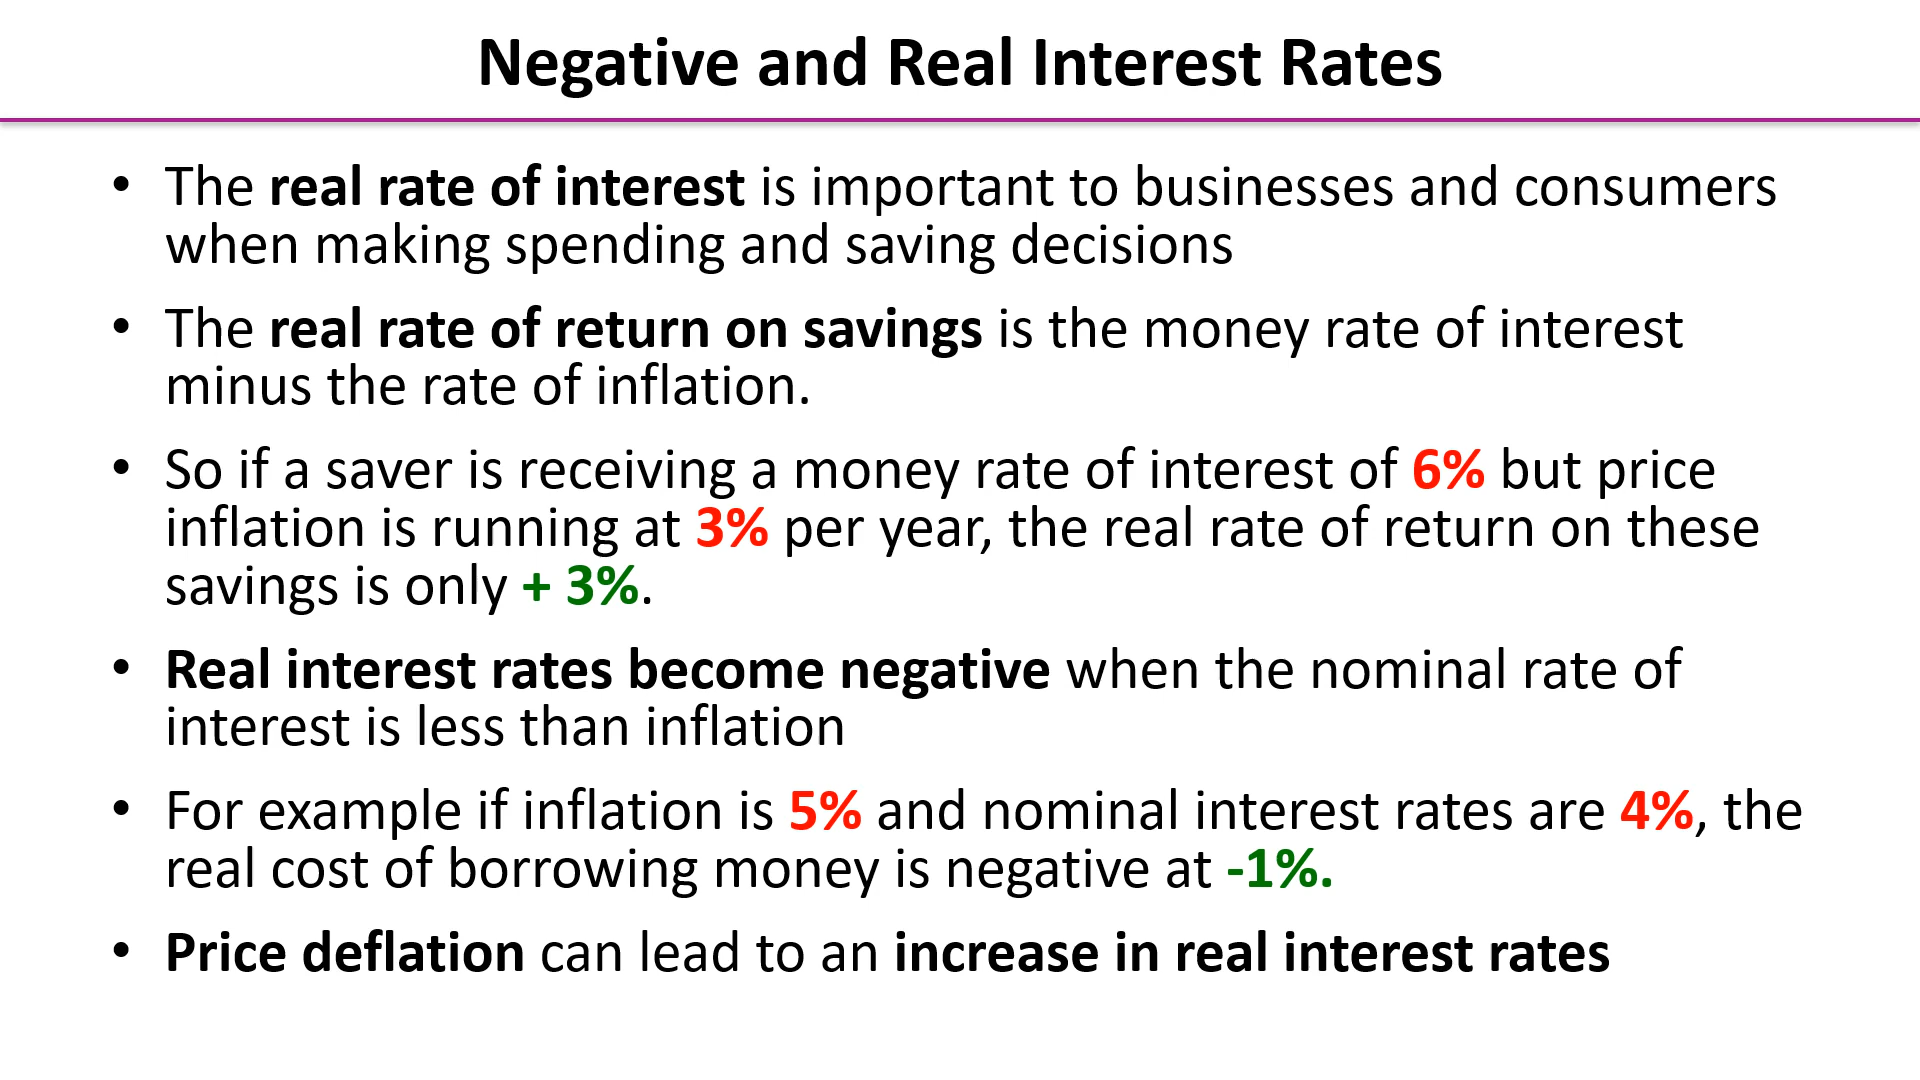 Negative and Real Interest Rates
• The real rate of interest is important to businesses and consumers
when making spending and saving decisions
• The real rate of return on savings is the money rate of interest
minus the rate of inflation.
• So if a saver is receiving a money rate of interest of 6% but price
inflation is running at 3% per year, the real rate of return on these
savings is only + 3%.
• Real interest rates become negative when the nominal rate of
interest is less than inflation
• For example if inflation is 5% and nominal interest rates are 4%, the
real cost of borrowing money is negative at -1%.
• Price deflation can lead to an increase in real interest rates